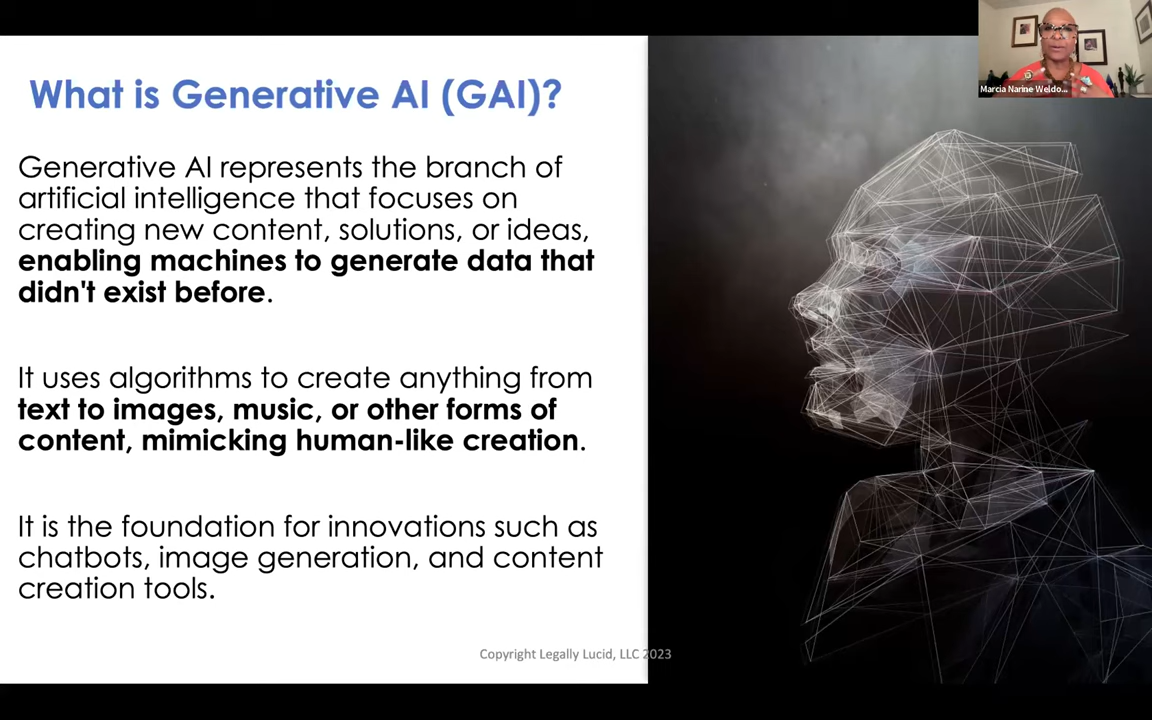 What is Generative AI (GAI)?
Generative AI represents the branch of
artificial intelligence that focuses on
creating new content, solutions, or ideas,
enabling machines to generate data that
didn't exist before.
It uses algorithms to create anything from
text to images, music, or other forms of
content, mimicking human-like creation.
It is the foundation for innovations such as
chatbots, image generation, and content
creation tools.
Copyright Legally Lucid, LLC 2023
Marcia Narine Weldo...